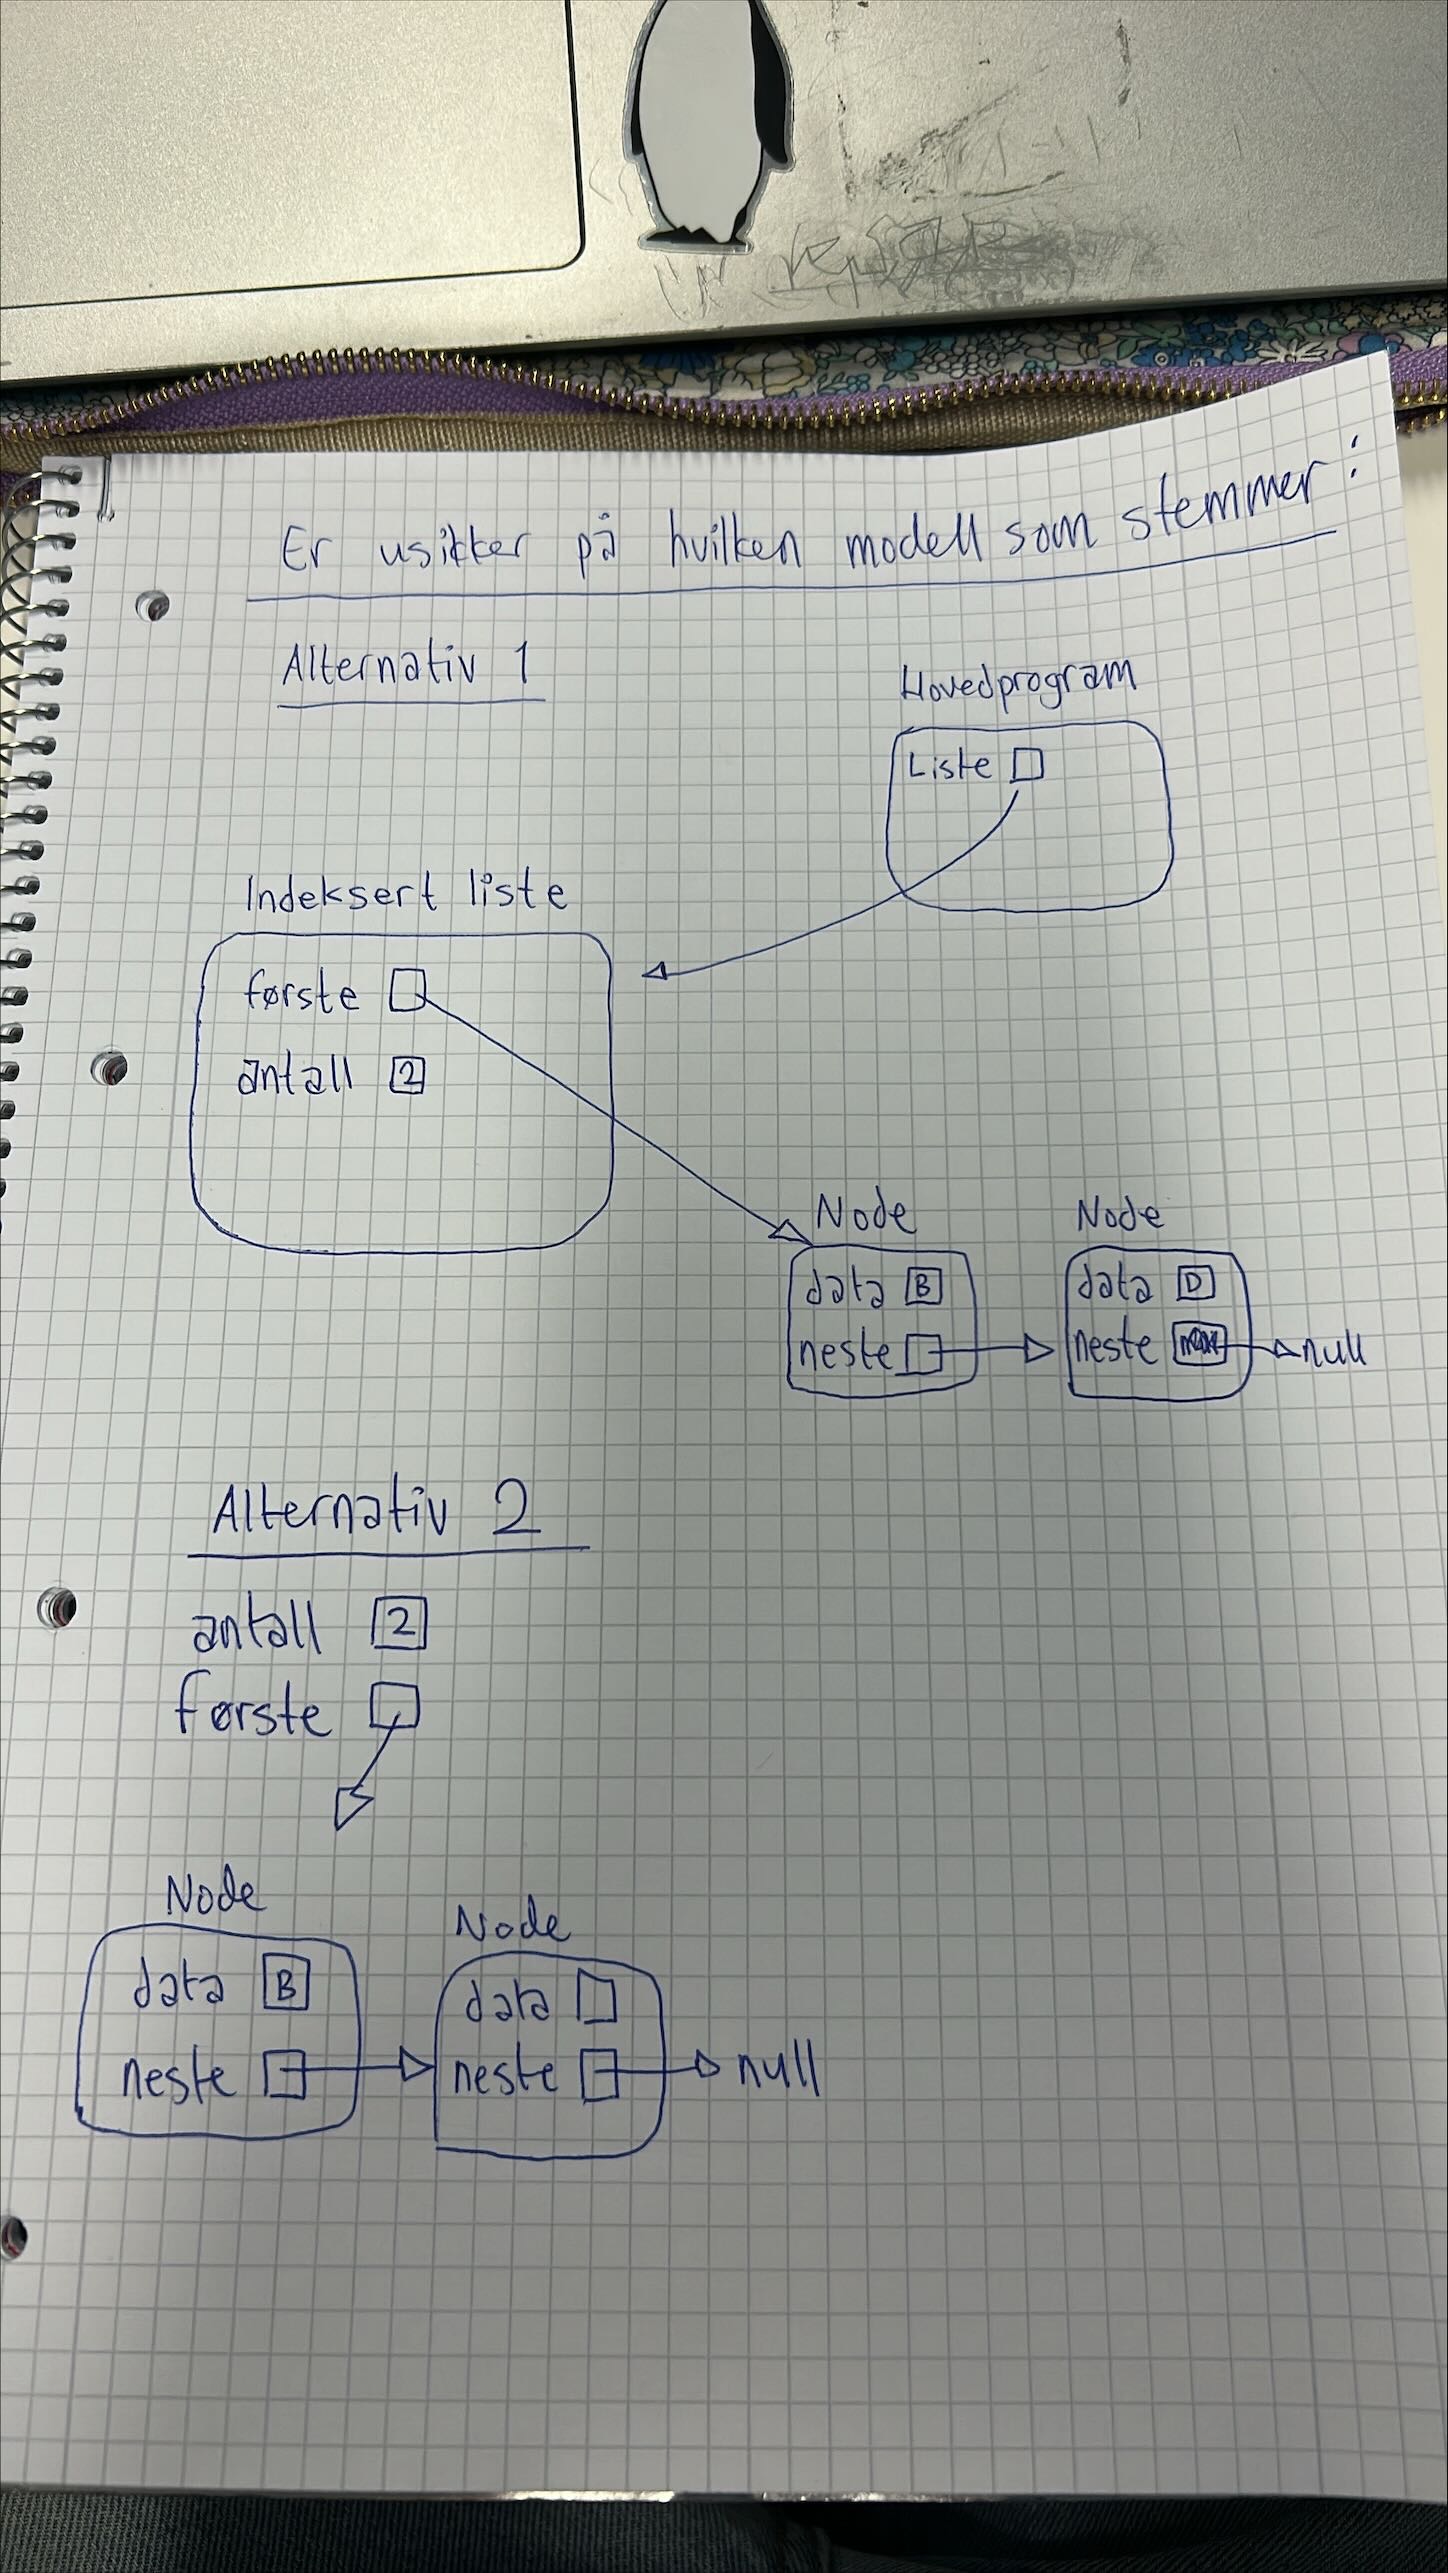 Er usikker på hvilken modell som stemmer:
Alternativ 1
Hovedprogram
Liste
Indeksert liste
første
antall 2
Node Node
data B data D
neste neste null
Alternativ 2
antall 2
første
Node Node
data B data
neste neste null